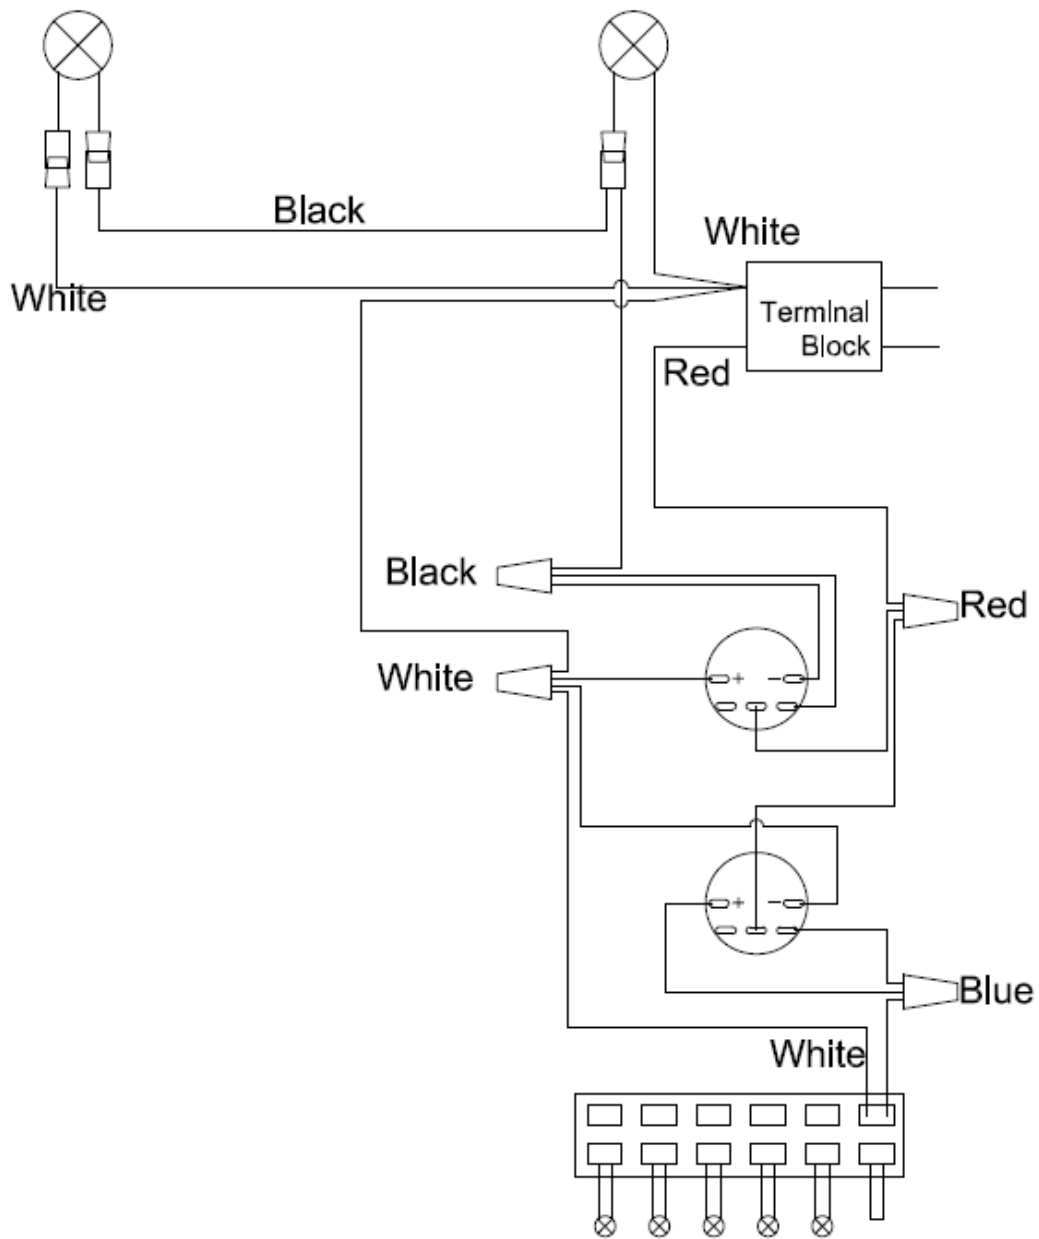 Black
White
White
Terminal
Block
Red
Black
Red
White
+ −
+ −
Blue
White